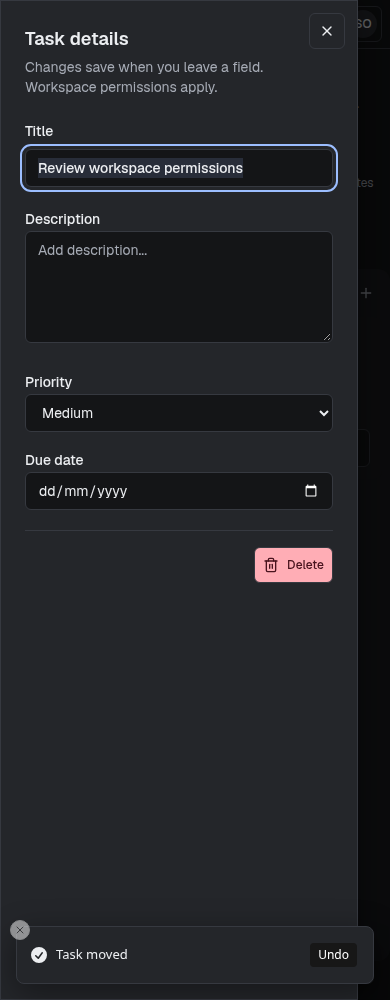 Task details
Changes save when you leave a field.
Workspace permissions apply.
Title
Review workspace permissions
Description
Add description...
Priority
Medium
Due date
dd/mm/yyyy
Delete
Task moved
Undo